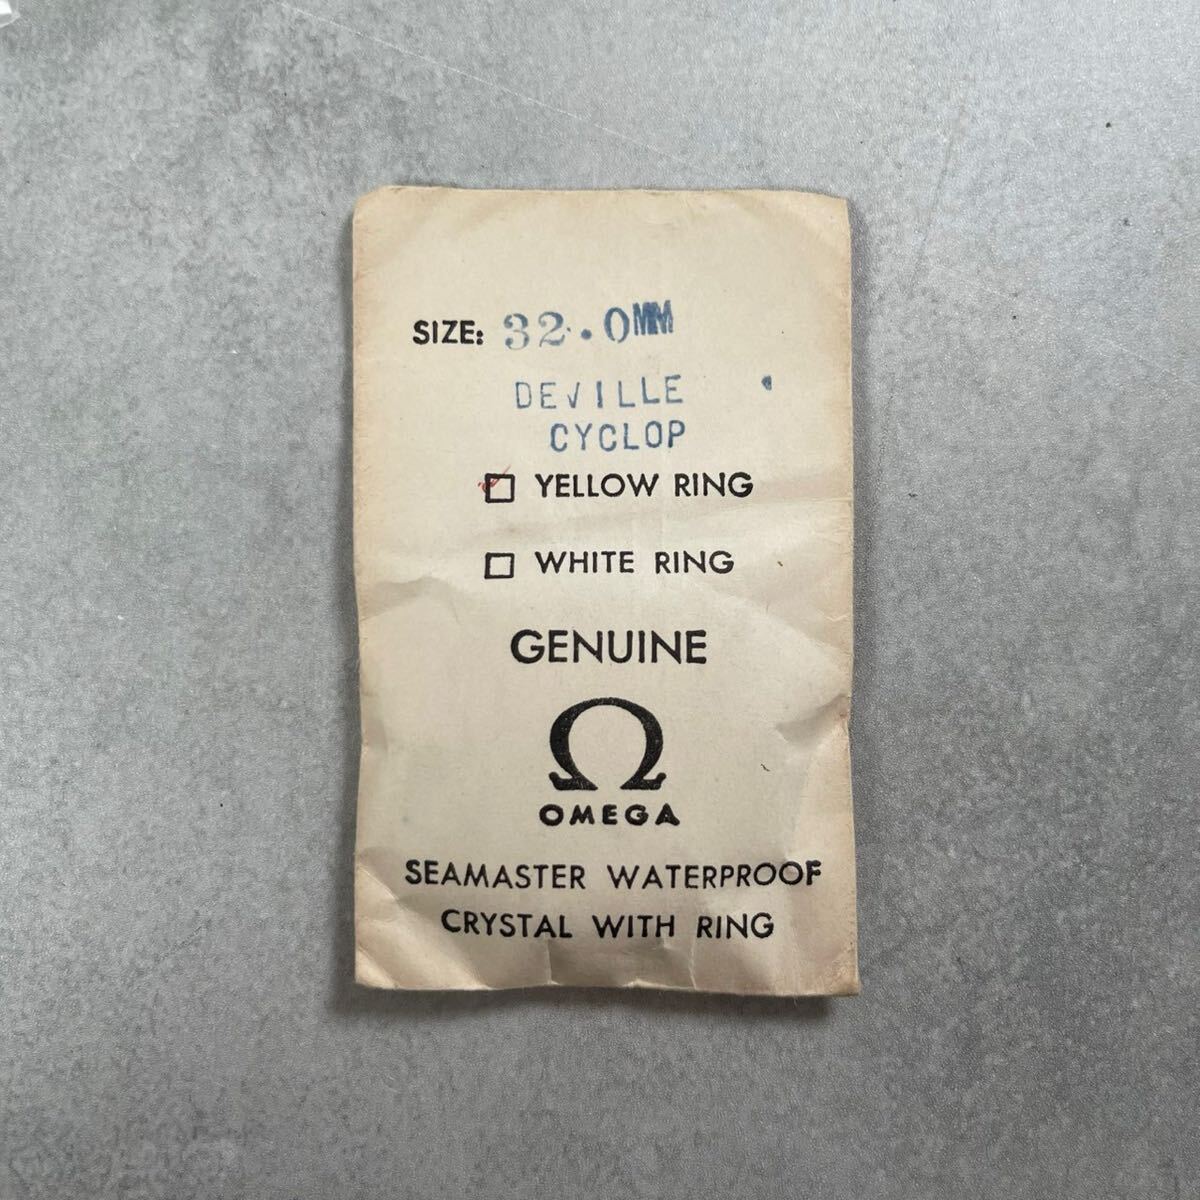 SIZE: 32.0MM
DEVILLE
CYCLOP
YELLOW RING
WHITE RING
GENUINE
Ω
OMEGA
SEAMASTER WATERPROOF
CRYSTAL WITH RING